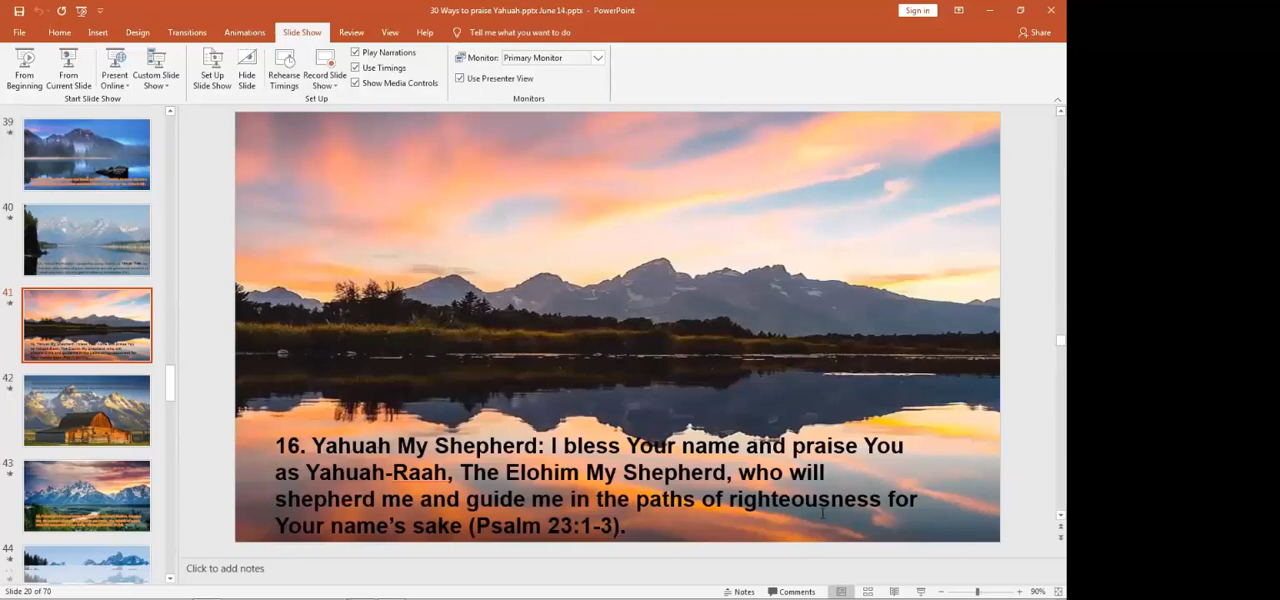 30 Ways to praise Yahuah.pptx June 14.pptx - PowerPoint
Sign in
File Home Insert Design Transitions Animations Slide Show Review View Help Tell me what you want to do
Share
From Beginning
From Current Slide
Present Online
Custom Slide Show
Start Slide Show
Set Up Slide Show
Hide Slide
Rehearse Timings
Record Slide Show
Play Narrations
Use Timings
Show Media Controls
Set Up
Monitor: Primary Monitor
Use Presenter View
Monitors
39
40
41
42
43
44
16. Yahuah My Shepherd: I bless Your name and praise You
as Yahuah-Raah, The Elohim My Shepherd, who will
shepherd me and guide me in the paths of righteousness for
Your name's sake (Psalm 23:1-3).
Click to add notes
Slide 20 of 70
Notes
Comments
90%